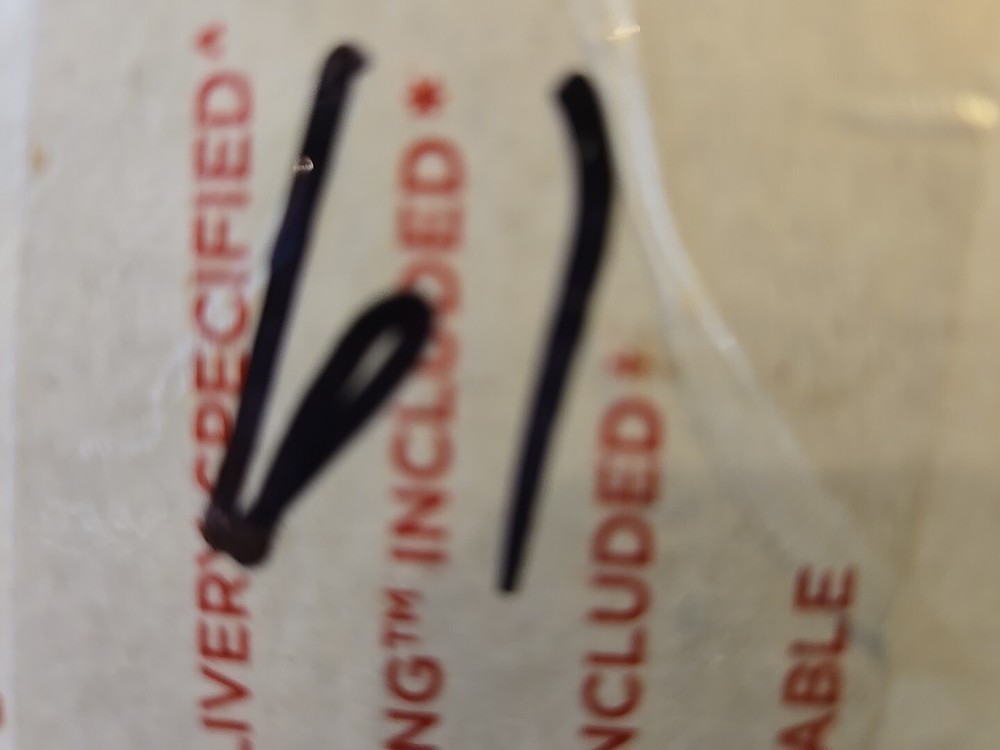 LIVERY SPECIFIED^
NG™ INCLUDED*
NCLUDED*
ABLE